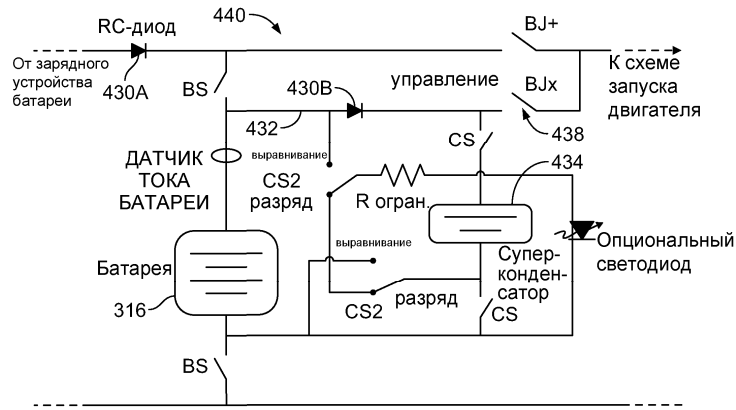 RC-диод
440
BJ+
От зарядного
устройства
батареи
430A
BS
430B
управление
BJx
К схеме
запуска
двигателя
432
438
CS
434
ДАТЧИК
ТОКА
БАТАРЕИ
выравнивание
CS2
разряд
R огран.
выравнивание
Батарея
316
Супер-
конден-
сатор
Опциональный
светодиод
разряд
CS2
CS
BS